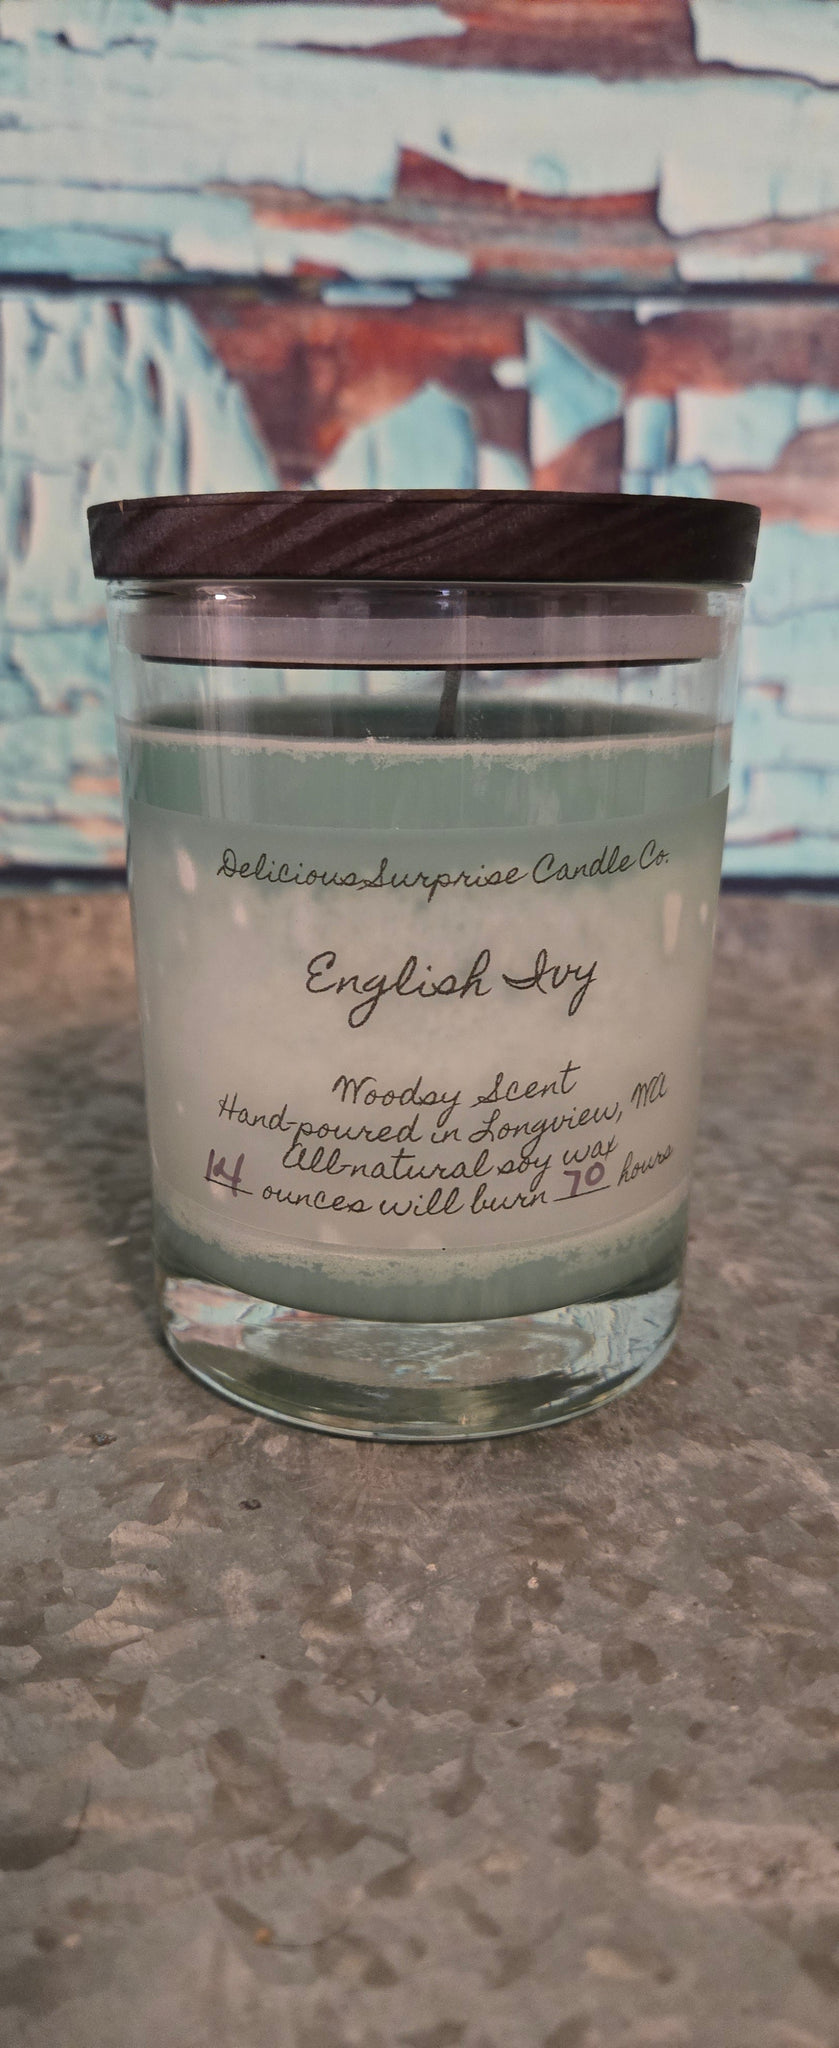 Delicious Surprise Candle Co.
English Ivy
Woodsy Scent
Hand-poured in Longview, WA
All-natural soy wax
14 ounces will burn 70 hours